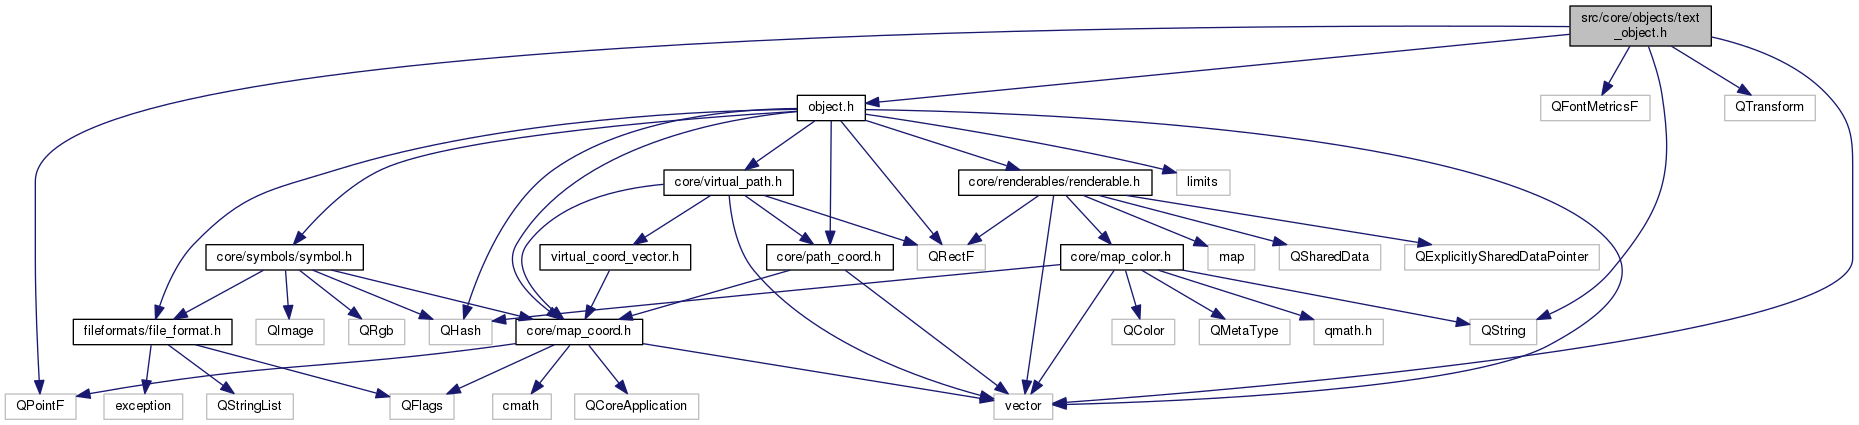 src/core/objects/text
_object.h
object.h
QFontMetricsF
QTransform
core/virtual_path.h
core/renderables/renderable.h
limits
core/symbols/symbol.h
virtual_coord_vector.h
core/path_coord.h
QRectF
core/map_color.h
map
QSharedData
QExplicitlySharedDataPointer
fileformats/file_format.h
QImage
QRgb
QHash
core/map_coord.h
QColor
QMetaType
qmath.h
QString
QPointF
exception
QStringList
QFlags
cmath
QCoreApplication
vector